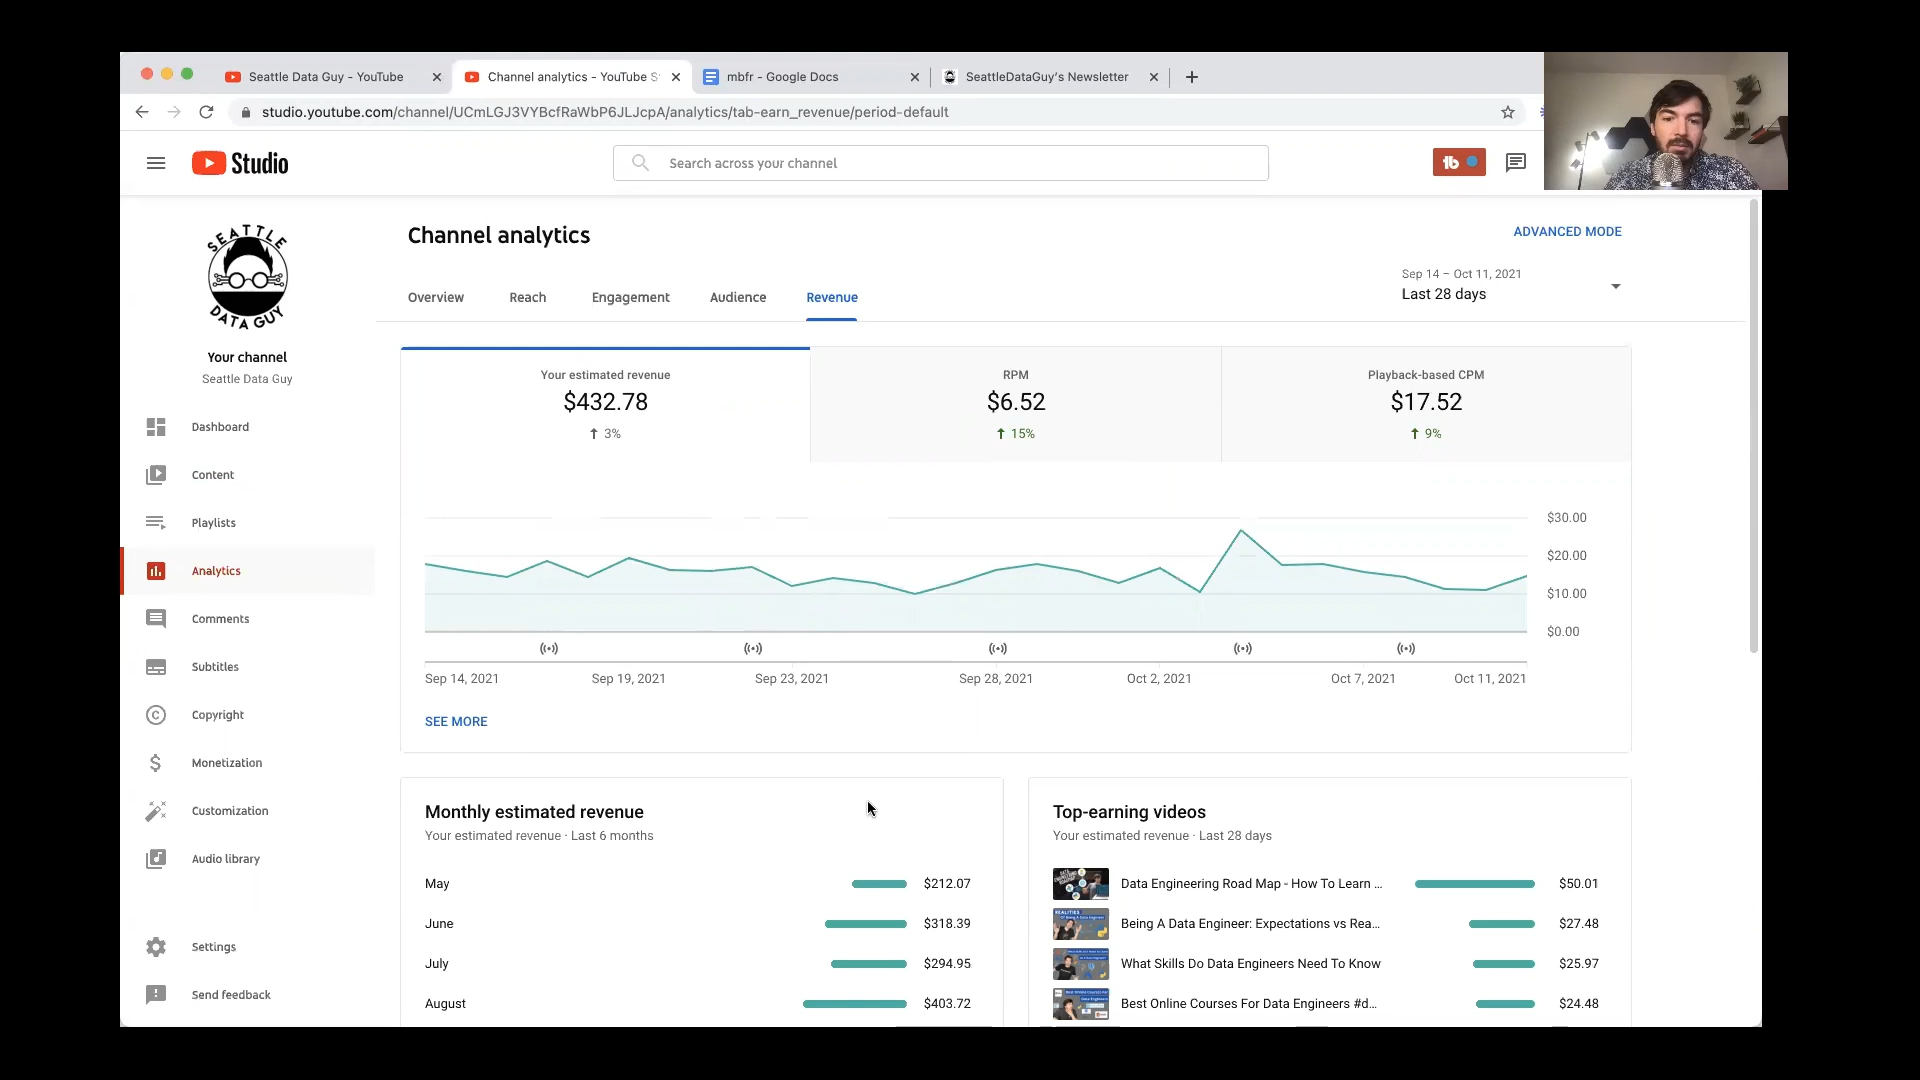 Seattle Data Guy - YouTube
Channel analytics - YouTube S
mbfr - Google Docs
SeattleDataGuy's Newsletter
studio.youtube.com/channel/UCmLGJ3VYBcfRaWbP6JLJcpA/analytics/tab-earn_revenue/period-default
Studio
Search across your channel
tb
SEATTLE
DATA GUY
Your channel
Seattle Data Guy
Dashboard
Content
Playlists
Analytics
Comments
Subtitles
Copyright
Monetization
Customization
Audio library
Settings
Send feedback
Channel analytics
ADVANCED MODE
Overview
Reach
Engagement
Audience
Revenue
Sep 14 – Oct 11, 2021
Last 28 days
Your estimated revenue
$432.78
3%
RPM
$6.52
15%
Playback-based CPM
$17.52
9%
$30.00
$20.00
$10.00
$0.00
Sep 14, 2021
Sep 19, 2021
Sep 23, 2021
Sep 28, 2021
Oct 2, 2021
Oct 7, 2021
Oct 11, 2021
SEE MORE
Monthly estimated revenue
Your estimated revenue · Last 6 months
May $212.07
June $318.39
July $294.95
August $403.72
Top-earning videos
Your estimated revenue · Last 28 days
Data Engineering Road Map - How To Learn ... $50.01
Being A Data Engineer: Expectations vs Rea... $27.48
What Skills Do Data Engineers Need To Know $25.97
Best Online Courses For Data Engineers #d... $24.48